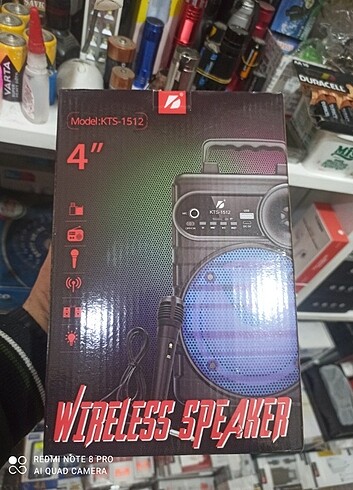 VARTA
DURACELL
Model:KTS-1512
4”
KTS-1512
WIRELESS SPEAKER
REDMI NOTE 8 PRO
AI QUAD CAMERA